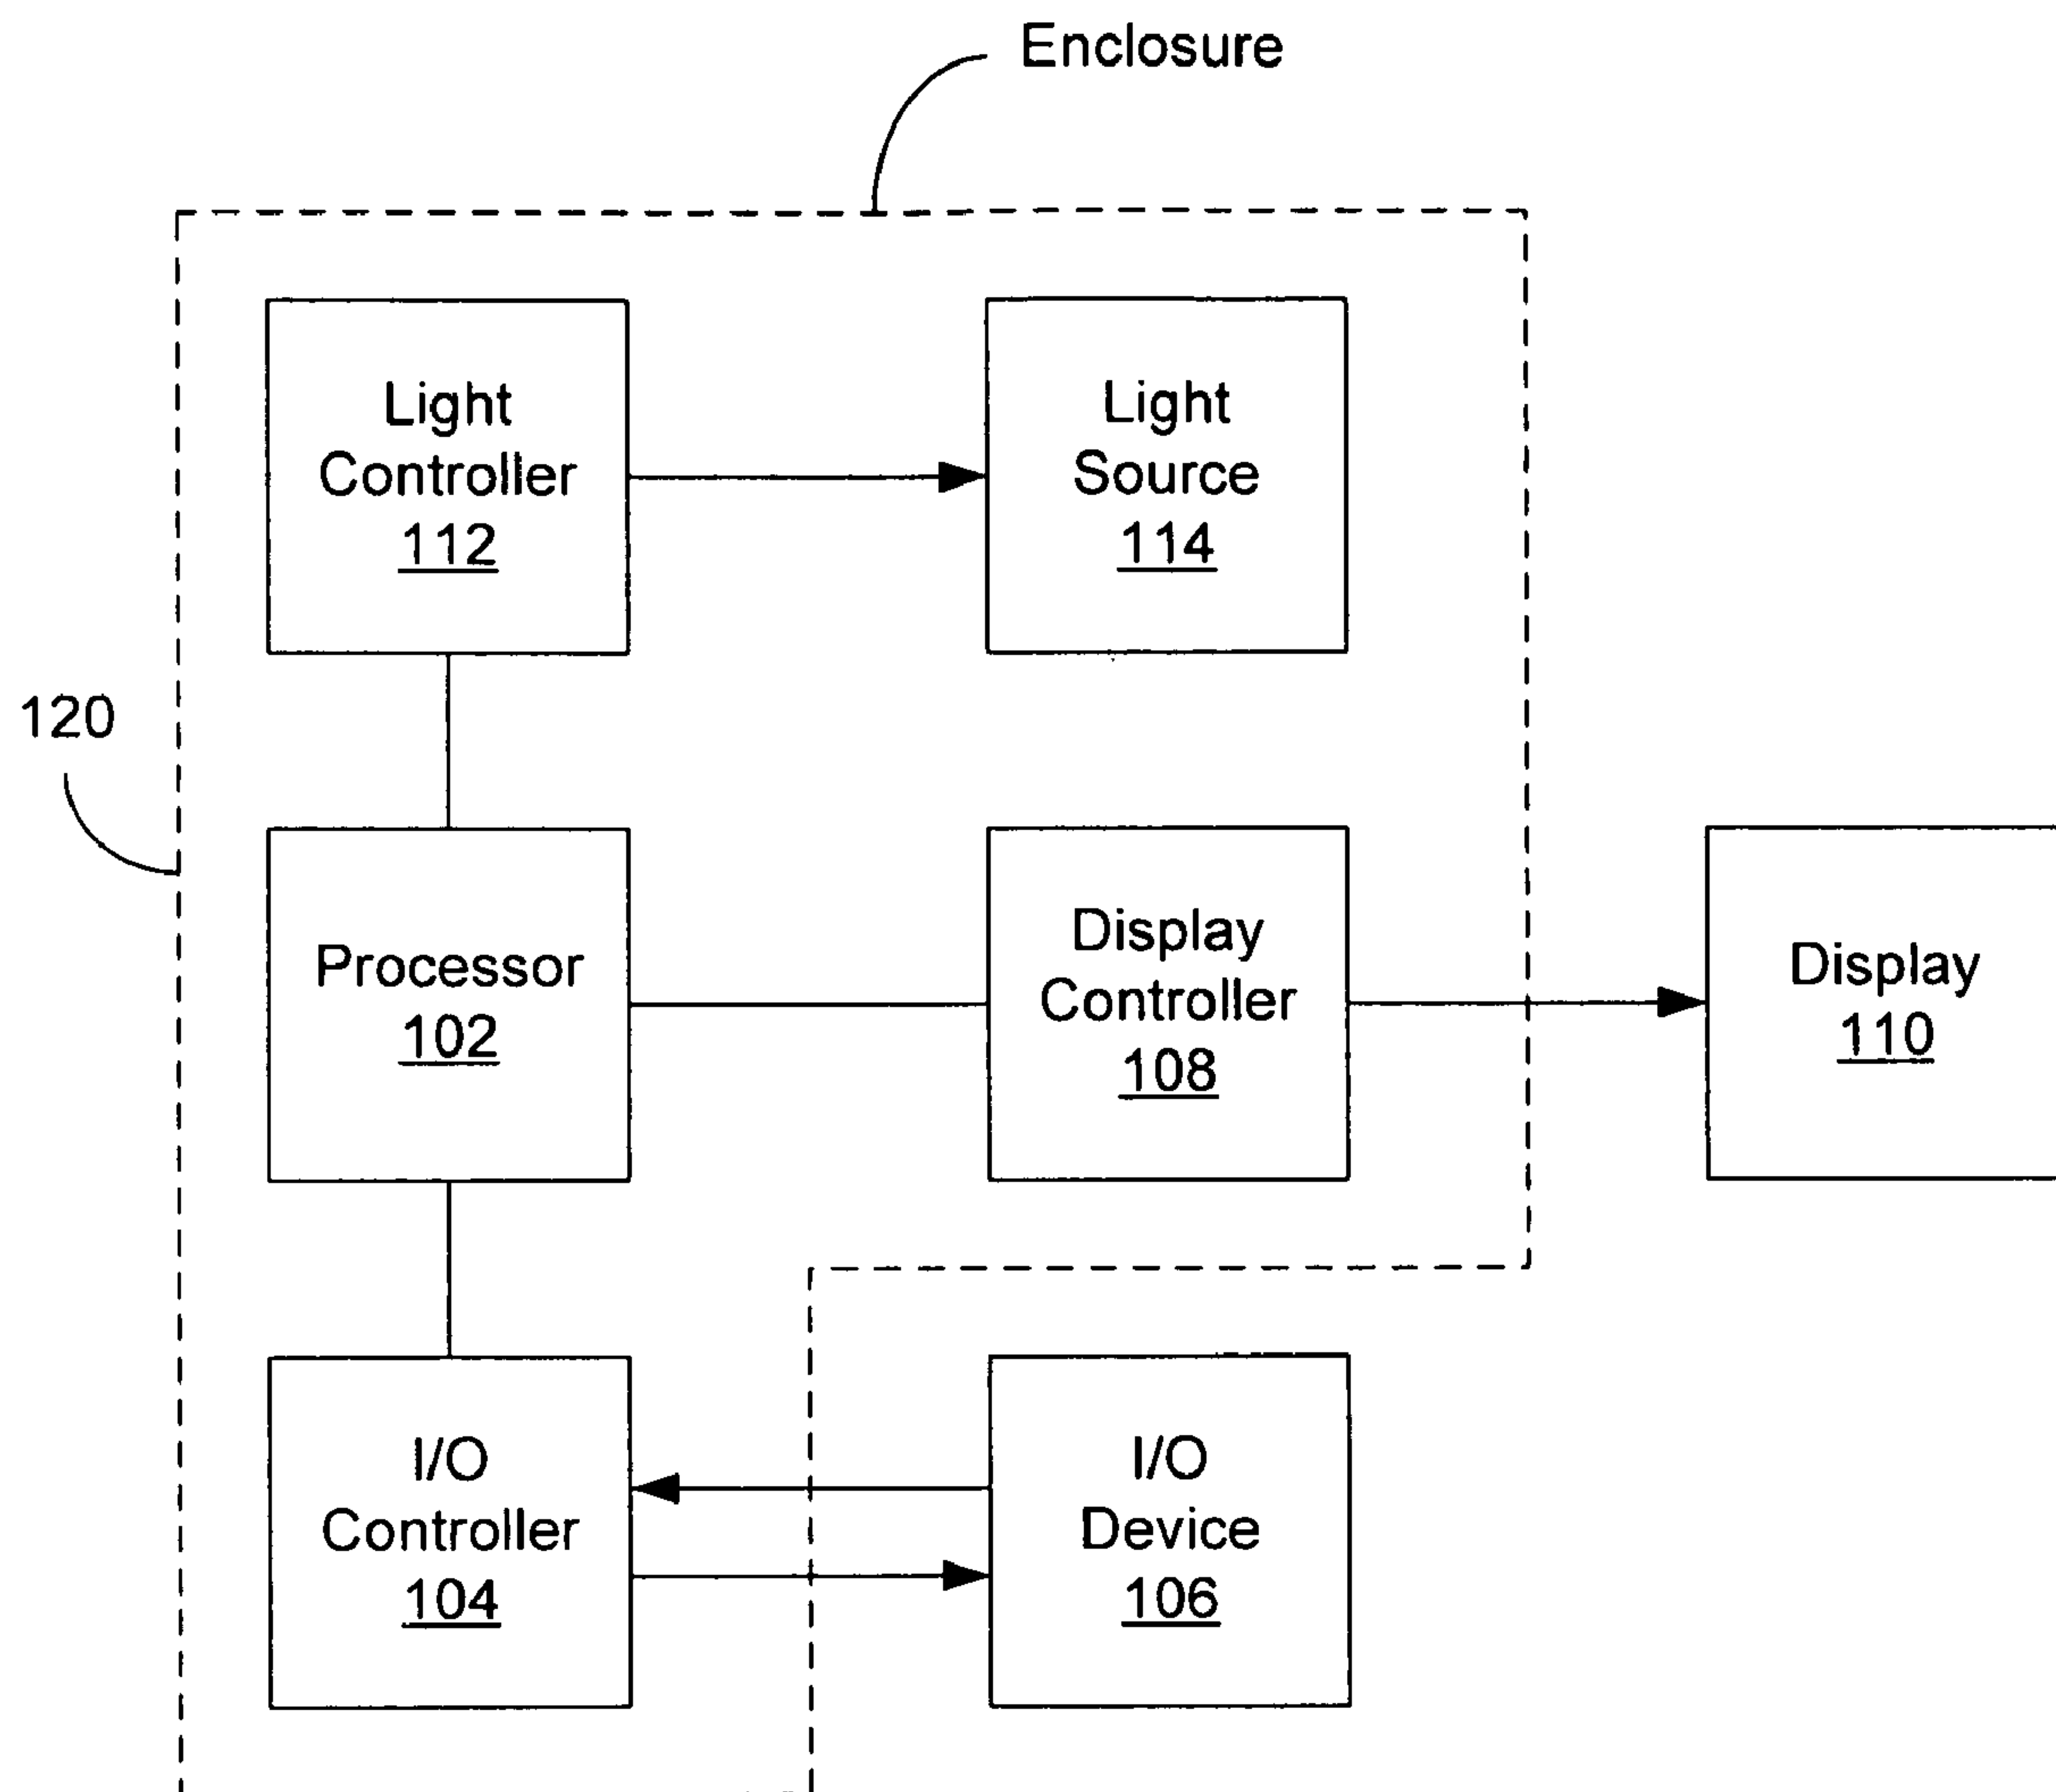 Enclosure
Light
Controller
112
Light
Source
114
120
Processor
102
Display
Controller
108
Display
110
I/O
Controller
104
I/O
Device
106